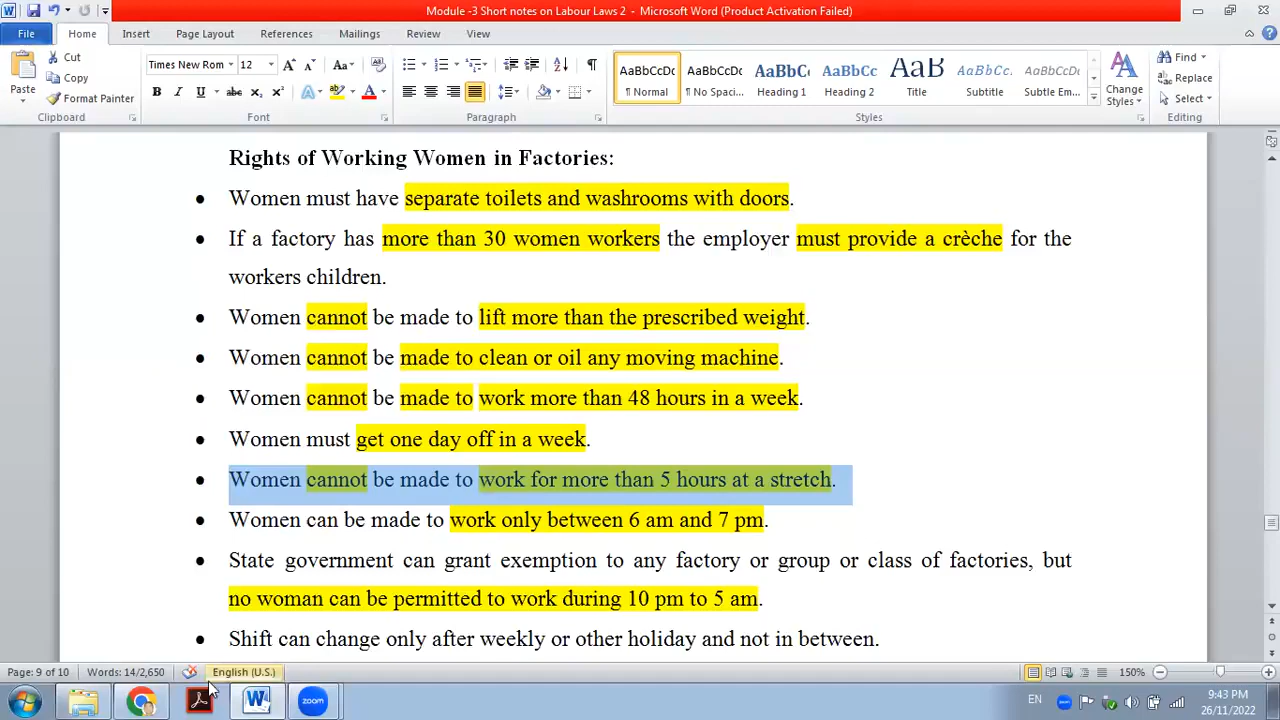 Module -3 Short notes on Labour Laws 2 - Microsoft Word (Product Activation Failed)
File Home Insert Page Layout References Mailings Review View
Cut
Copy
Format Painter
Paste
Times New Rom 12
AaBbCcDc AaBbCcDc AaBbC AaBbCc AaB AaBbCcL AaBbCcDc
¶ Normal ¶ No Spaci... Heading 1 Heading 2 Title Subtitle Subtle Em...
Change
Styles
Find
Replace
Select
Clipboard Font Paragraph Styles Editing
Rights of Working Women in Factories:
• Women must have separate toilets and washrooms with doors.
• If a factory has more than 30 women workers the employer must provide a crèche for the
workers children.
• Women cannot be made to lift more than the prescribed weight.
• Women cannot be made to clean or oil any moving machine.
• Women cannot be made to work more than 48 hours in a week.
• Women must get one day off in a week.
• Women cannot be made to work for more than 5 hours at a stretch.
• Women can be made to work only between 6 am and 7 pm.
• State government can grant exemption to any factory or group or class of factories, but
no woman can be permitted to work during 10 pm to 5 am.
• Shift can change only after weekly or other holiday and not in between.
Page: 9 of 10 Words: 14/2,650 English (U.S.) 150%
zoom EN zoom 9:43 PM
26/11/2022